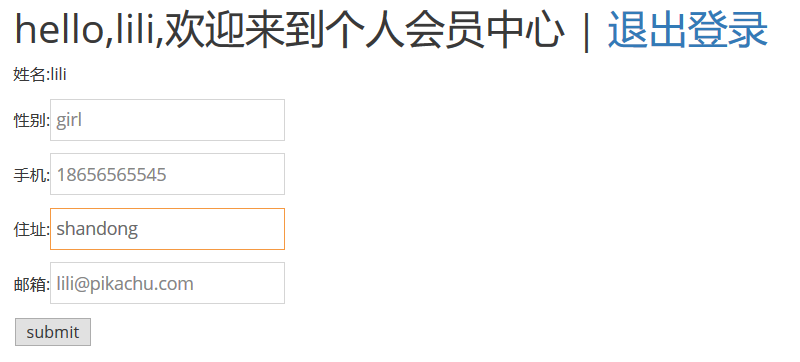 hello,lili,欢迎来到个人会员中心 | 退出登录
姓名:lili
性别:girl
手机:18656565545
住址:shandong
邮箱:lili@pikachu.com
submit